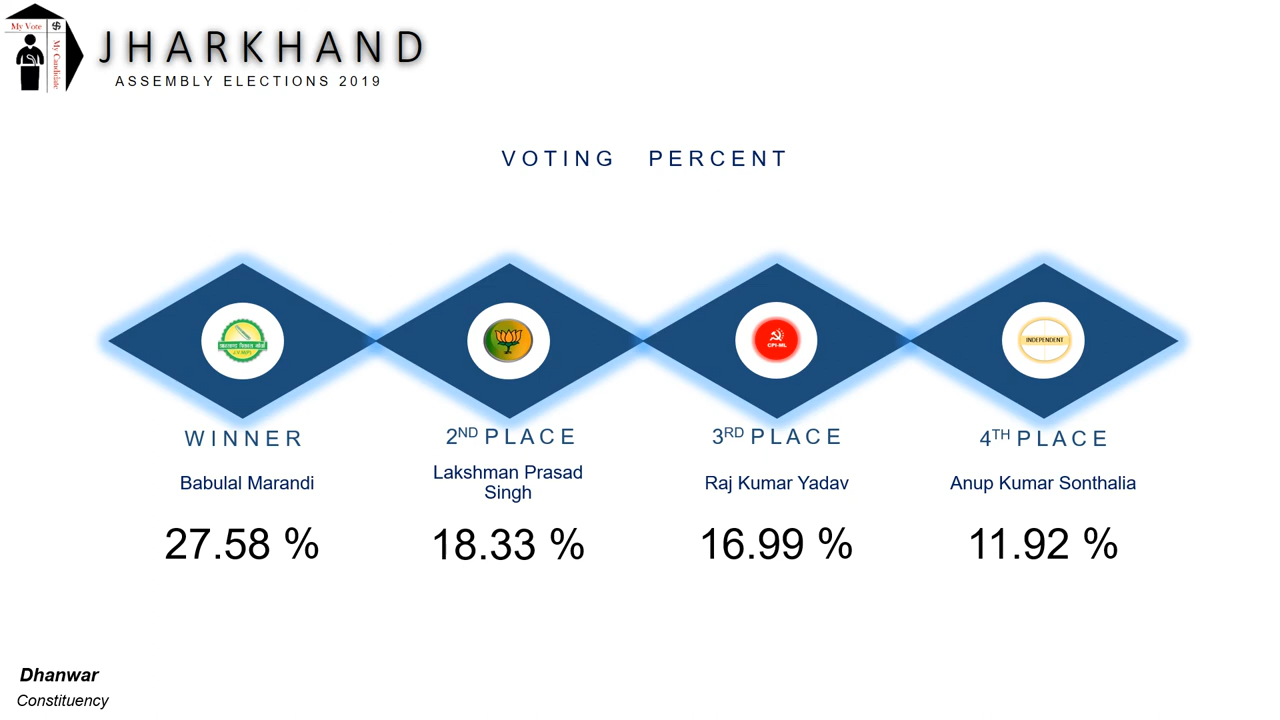 My Vote
My Candidate
JHARKHAND
ASSEMBLY ELECTIONS 2019
VOTING PERCENT
CPI-ML
INDEPENDENT
WINNER
2ND PLACE
3RD PLACE
4TH PLACE
Babulal Marandi
Lakshman Prasad
Singh
Raj Kumar Yadav
Anup Kumar Sonthalia
27.58 %
18.33 %
16.99 %
11.92 %
Dhanwar
Constituency